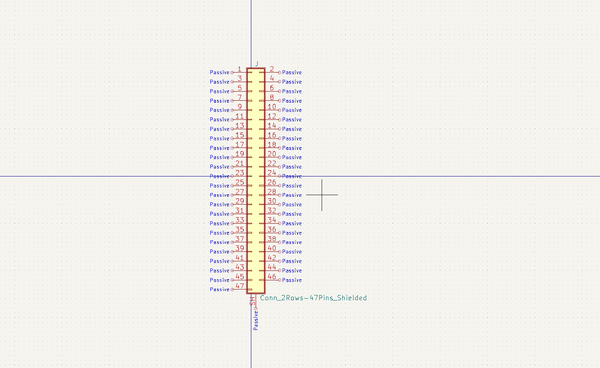 J
Passive 1 2 Passive
Passive 3 4 Passive
Passive 5 6 Passive
Passive 7 8 Passive
Passive 9 10 Passive
Passive 11 12 Passive
Passive 13 14 Passive
Passive 15 16 Passive
Passive 17 18 Passive
Passive 19 20 Passive
Passive 21 22 Passive
Passive 23 24 Passive
Passive 25 26 Passive
Passive 27 28 Passive
Passive 29 30 Passive
Passive 31 32 Passive
Passive 33 34 Passive
Passive 35 36 Passive
Passive 37 38 Passive
Passive 39 40 Passive
Passive 41 42 Passive
Passive 43 44 Passive
Passive 45 46 Passive
Passive 47
Conn_2Rows-47Pins_Shielded
SH
Passive